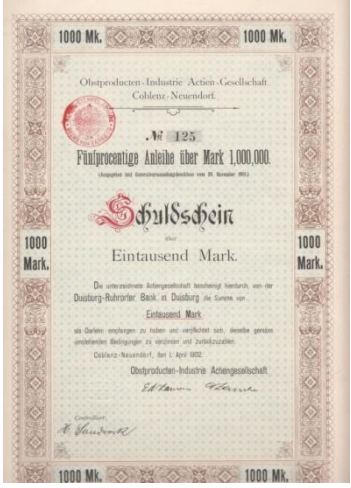 1000 Mk.
1000 Mk.
Obstproducten-Industrie Actien-Gesellschaft
Coblenz-Neuendorf.
№ 125
Fünfprocentige Anleihe über Mark 1,000,000.
Schuldschein
über
Eintausend Mark.
1000 Mark.
1000 Mark.
Die unterzeichnete Actiengesellschaft bescheinigt hierdurch, von der
Duisburg-Ruhrorter Bank in Duisburg die Summe von
Eintausend Mark
als Darlehn empfangen zu haben und verpflichtet sich, dieselbe gemäss
umstehenden Bedingungen zu verzinsen und zurückzuzahlen.
Coblenz-Neuendorf, den 1. April 1902.
Obstproducten-Industrie Actiengesellschaft
Controlleur:
1000 Mk.
1000 Mk.